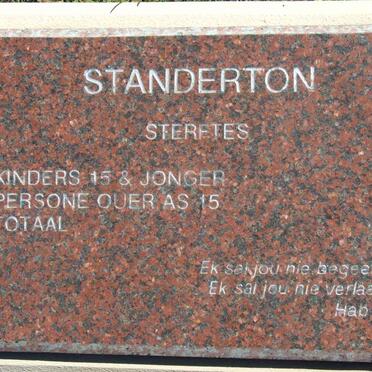 STANDERTON
STERFTES
KINDERS 15 & JONGER
PERSONE OUER AS 15
TOTAAL
Ek sal jou nie begee
Ek sal jou nie verlaa
Hab